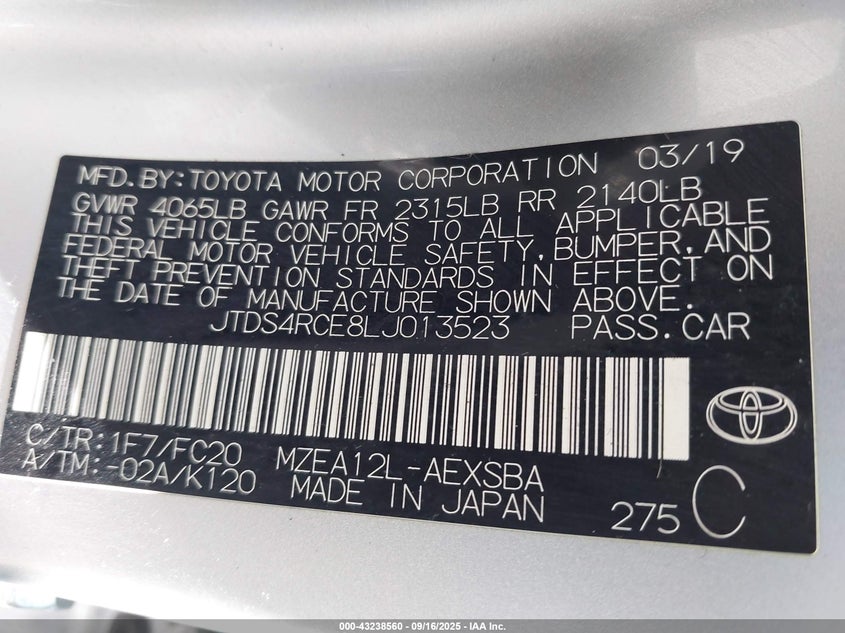 MFD.BY:TOYOTA MOTOR CORPORATION 03/19
GVWR 4065LB GAWR FR 2315LB RR 2140LB
THIS VEHICLE CONFORMS TO ALL APPLICABLE
FEDERAL MOTOR VEHICLE SAFETY,BUMPER,AND
THEFT PREVENTION STANDARDS IN EFFECT ON
THE DATE OF MANUFACTURE SHOWN ABOVE.
JTDS4RCE8LJ013523 PASS.CAR
C/TR:1F7/FC20 MZEA12L-AEXSBA
A/TM:-02A/K120 MADE IN JAPAN
275 C
000-43238560 - 09/16/2025 - IAA Inc.